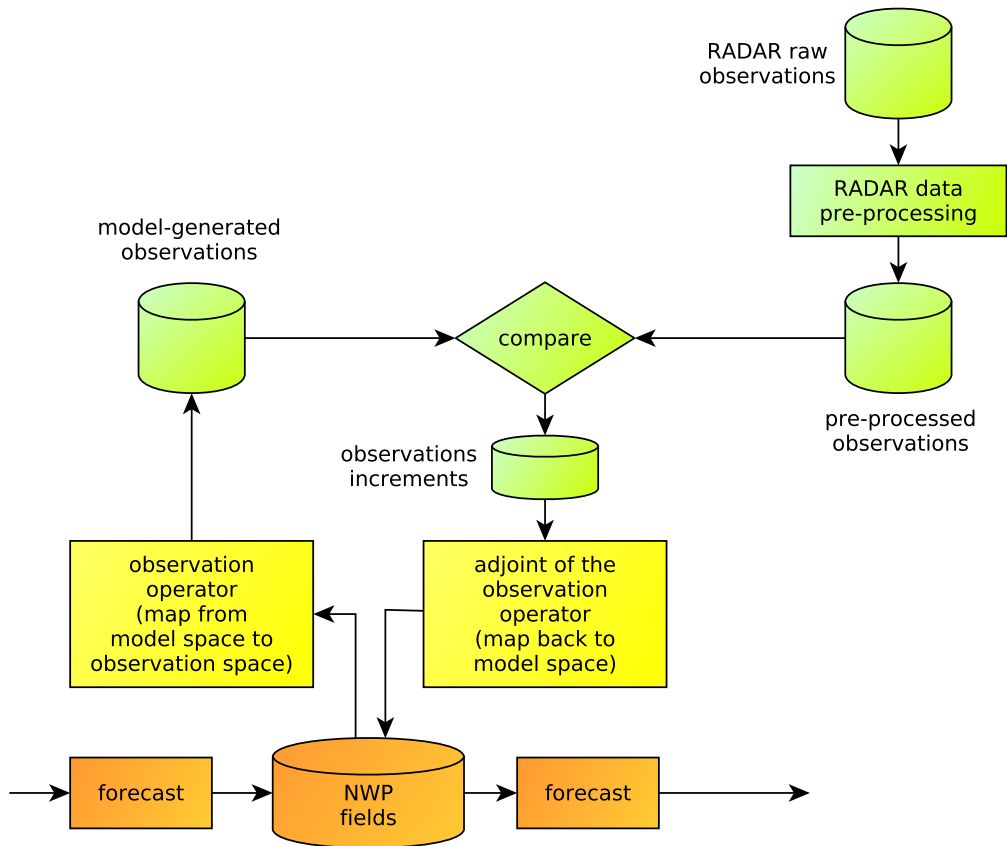 RADAR raw
observations
RADAR data
pre-processing
model-generated
observations
compare
pre-processed
observations
observations
increments
observation
operator
(map from
model space to
observation space)
adjoint of the
observation
operator
(map back to
model space)
forecast
NWP
fields
forecast